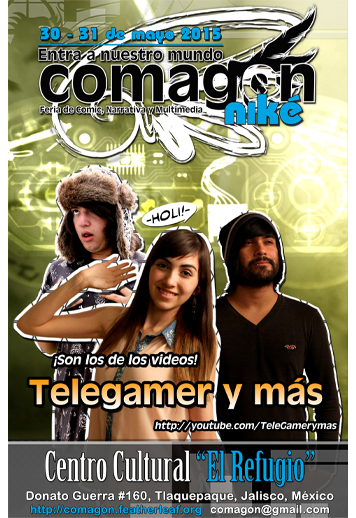 30 - 31 de mayo 2015
Entra a nuestro mundo
comagon
Feria de Comic, Narrativa y Multimedia
niké
-HOLI!-
¡Son los de los videos!
Telegamer y más
http://youtube.com/TeleGamerymas
Centro Cultural "El Refugio"
Donato Guerra #160, Tlaquepaque, Jalisco, México
http://comagon.featherleaf.org comagon@gmail.com